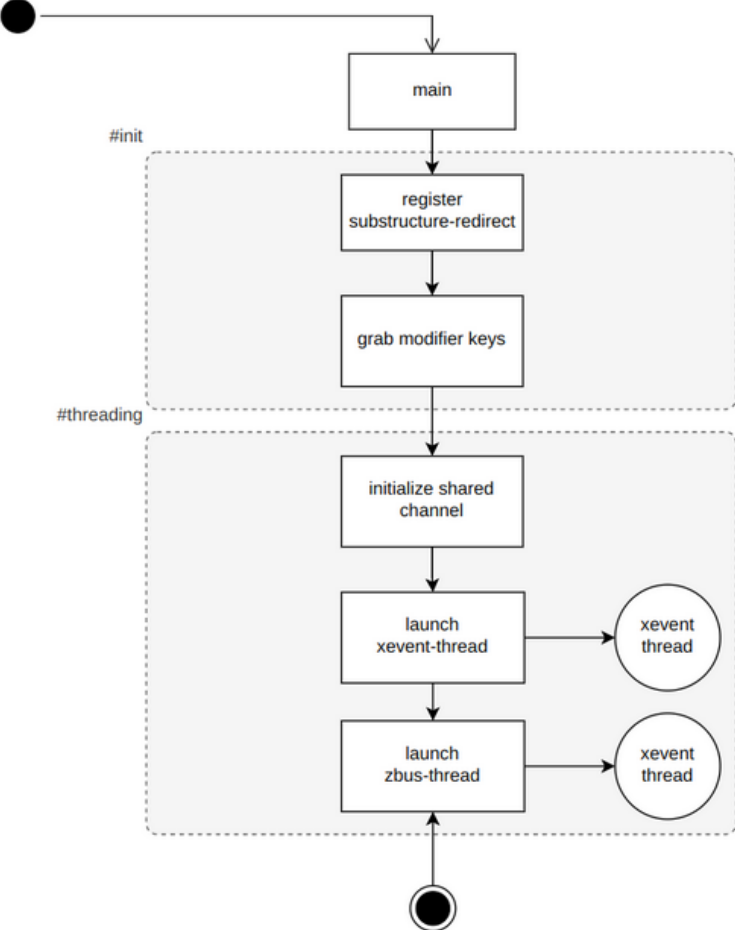 main
#init
register
substructure-redirect
grab modifier keys
#threading
initialize shared
channel
launch
xevent-thread
xevent
thread
launch
zbus-thread
xevent
thread